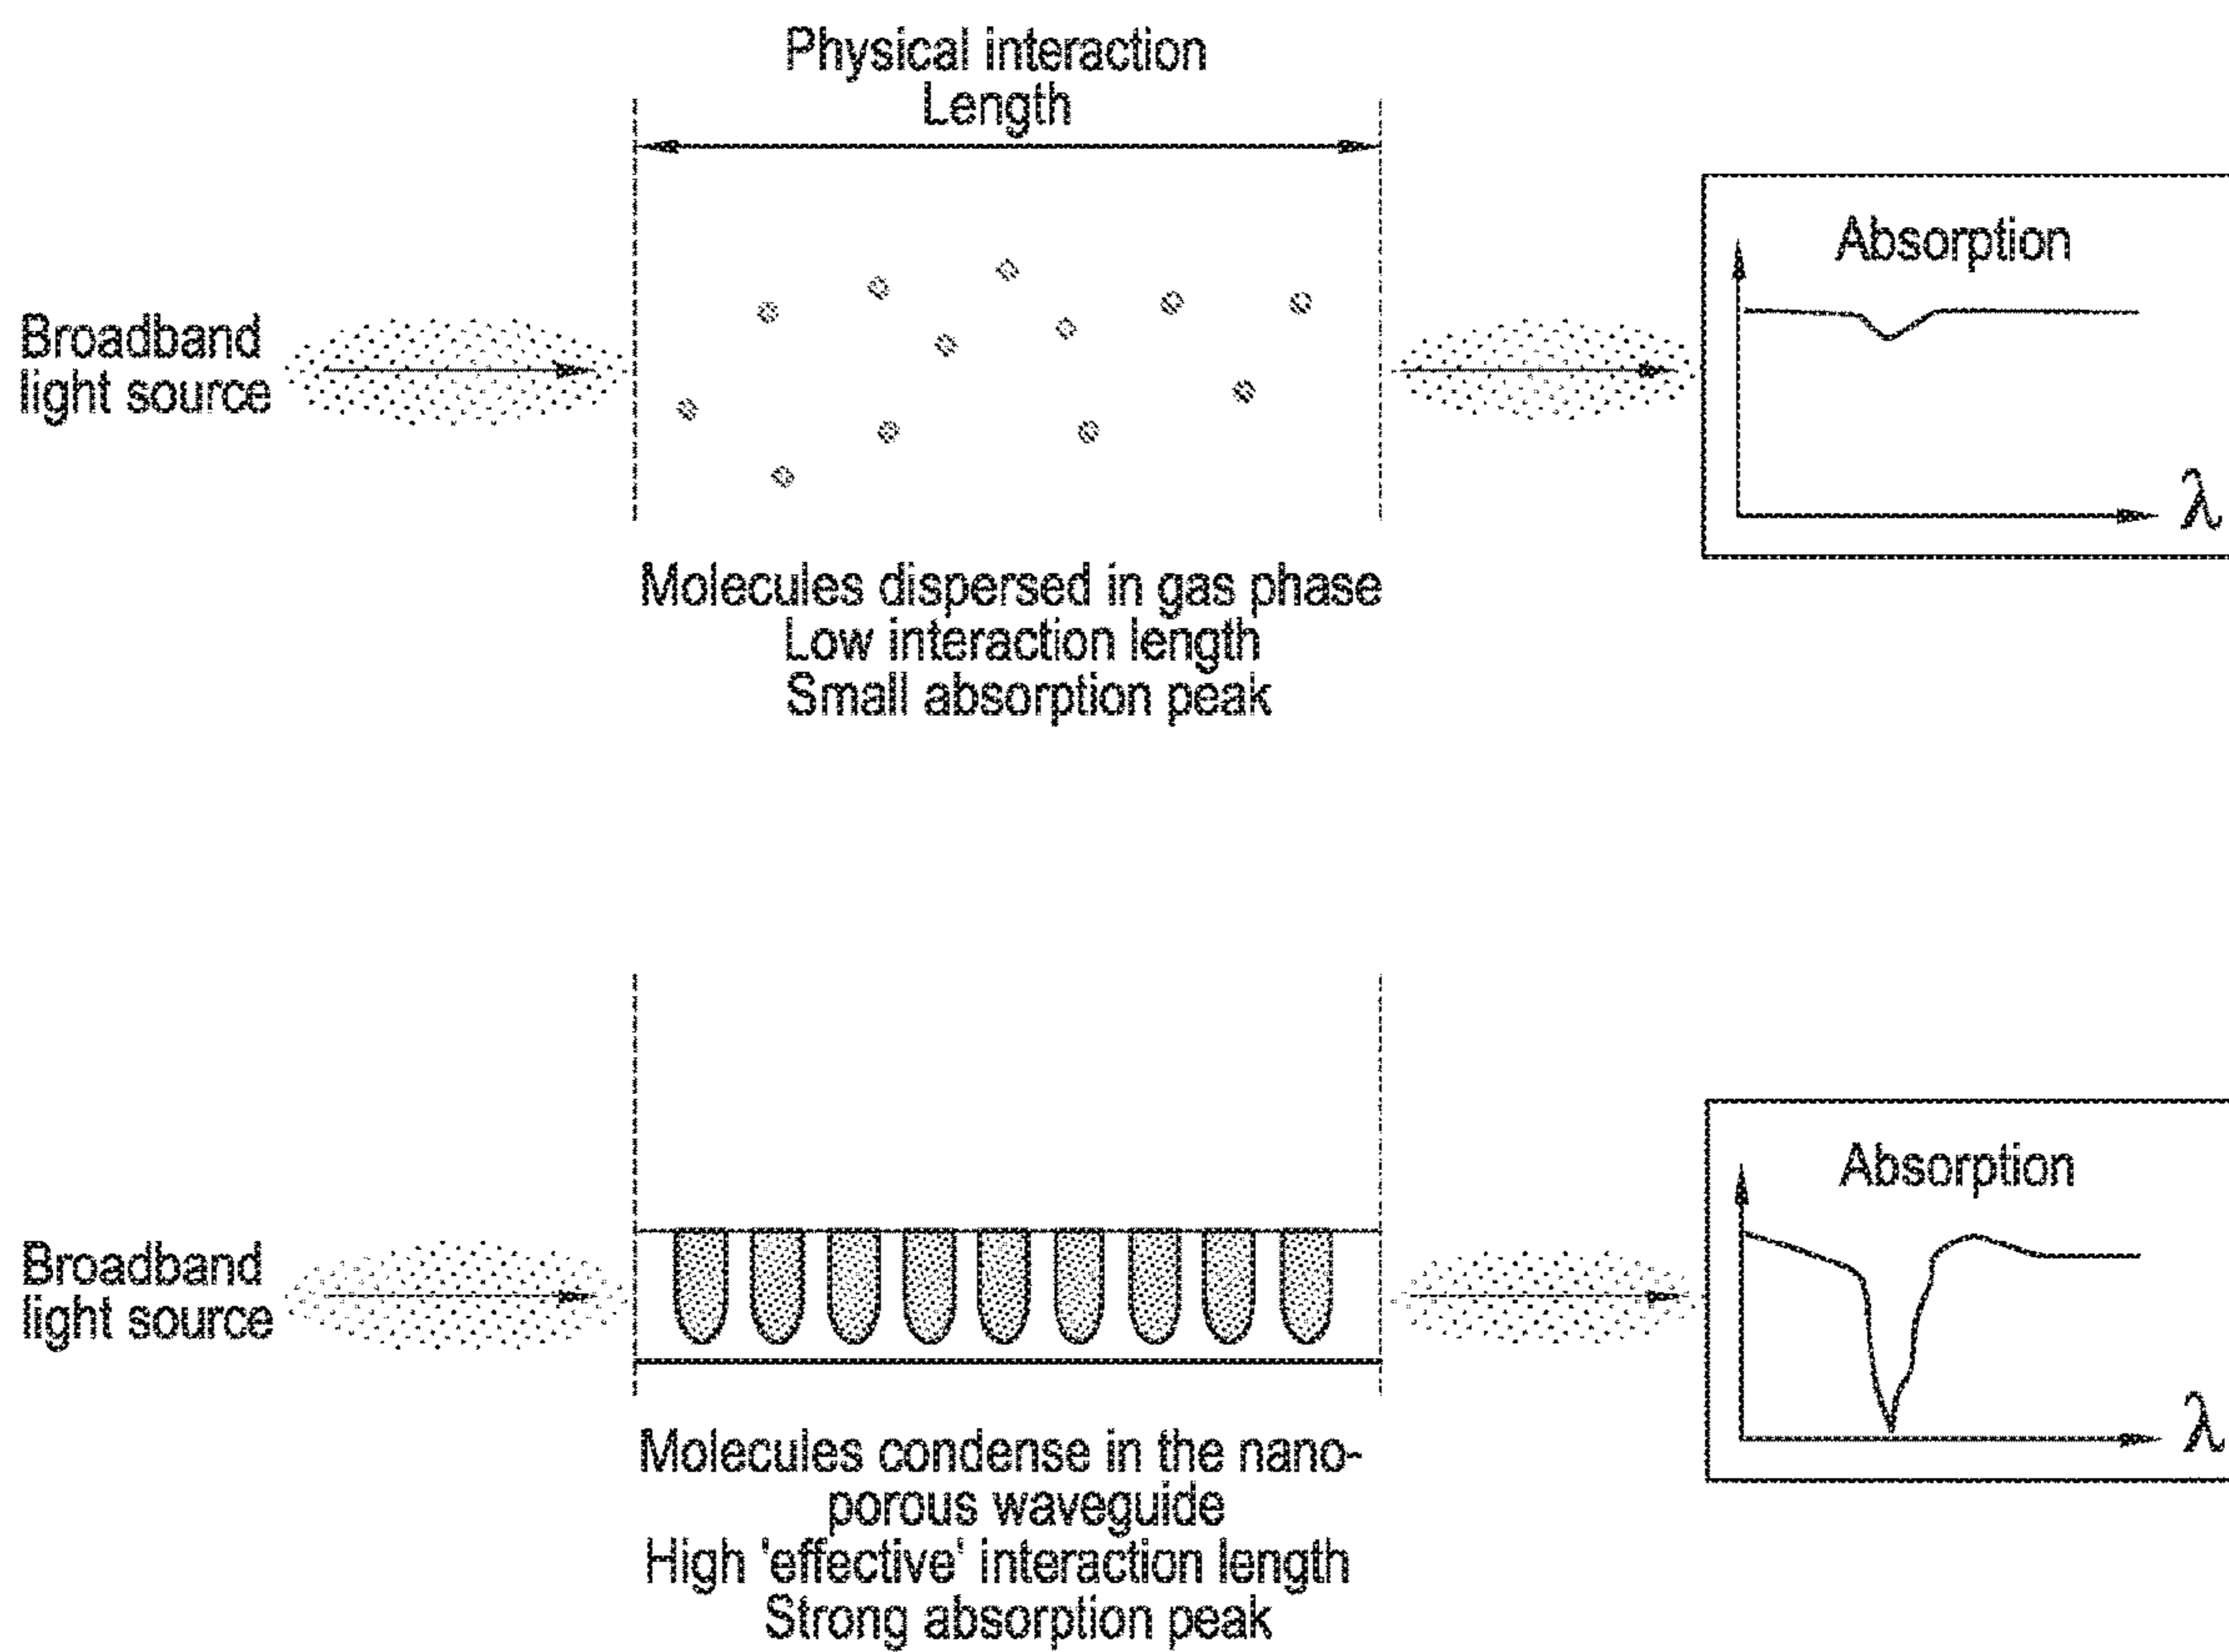 Physical interaction
Length
Broadband
light source
Absorption
λ
Molecules dispersed in gas phase
Low interaction length
Small absorption peak
Broadband
light source
Absorption
λ
Molecules condense in the nano-
porous waveguide
High 'effective' interaction length
Strong absorption peak